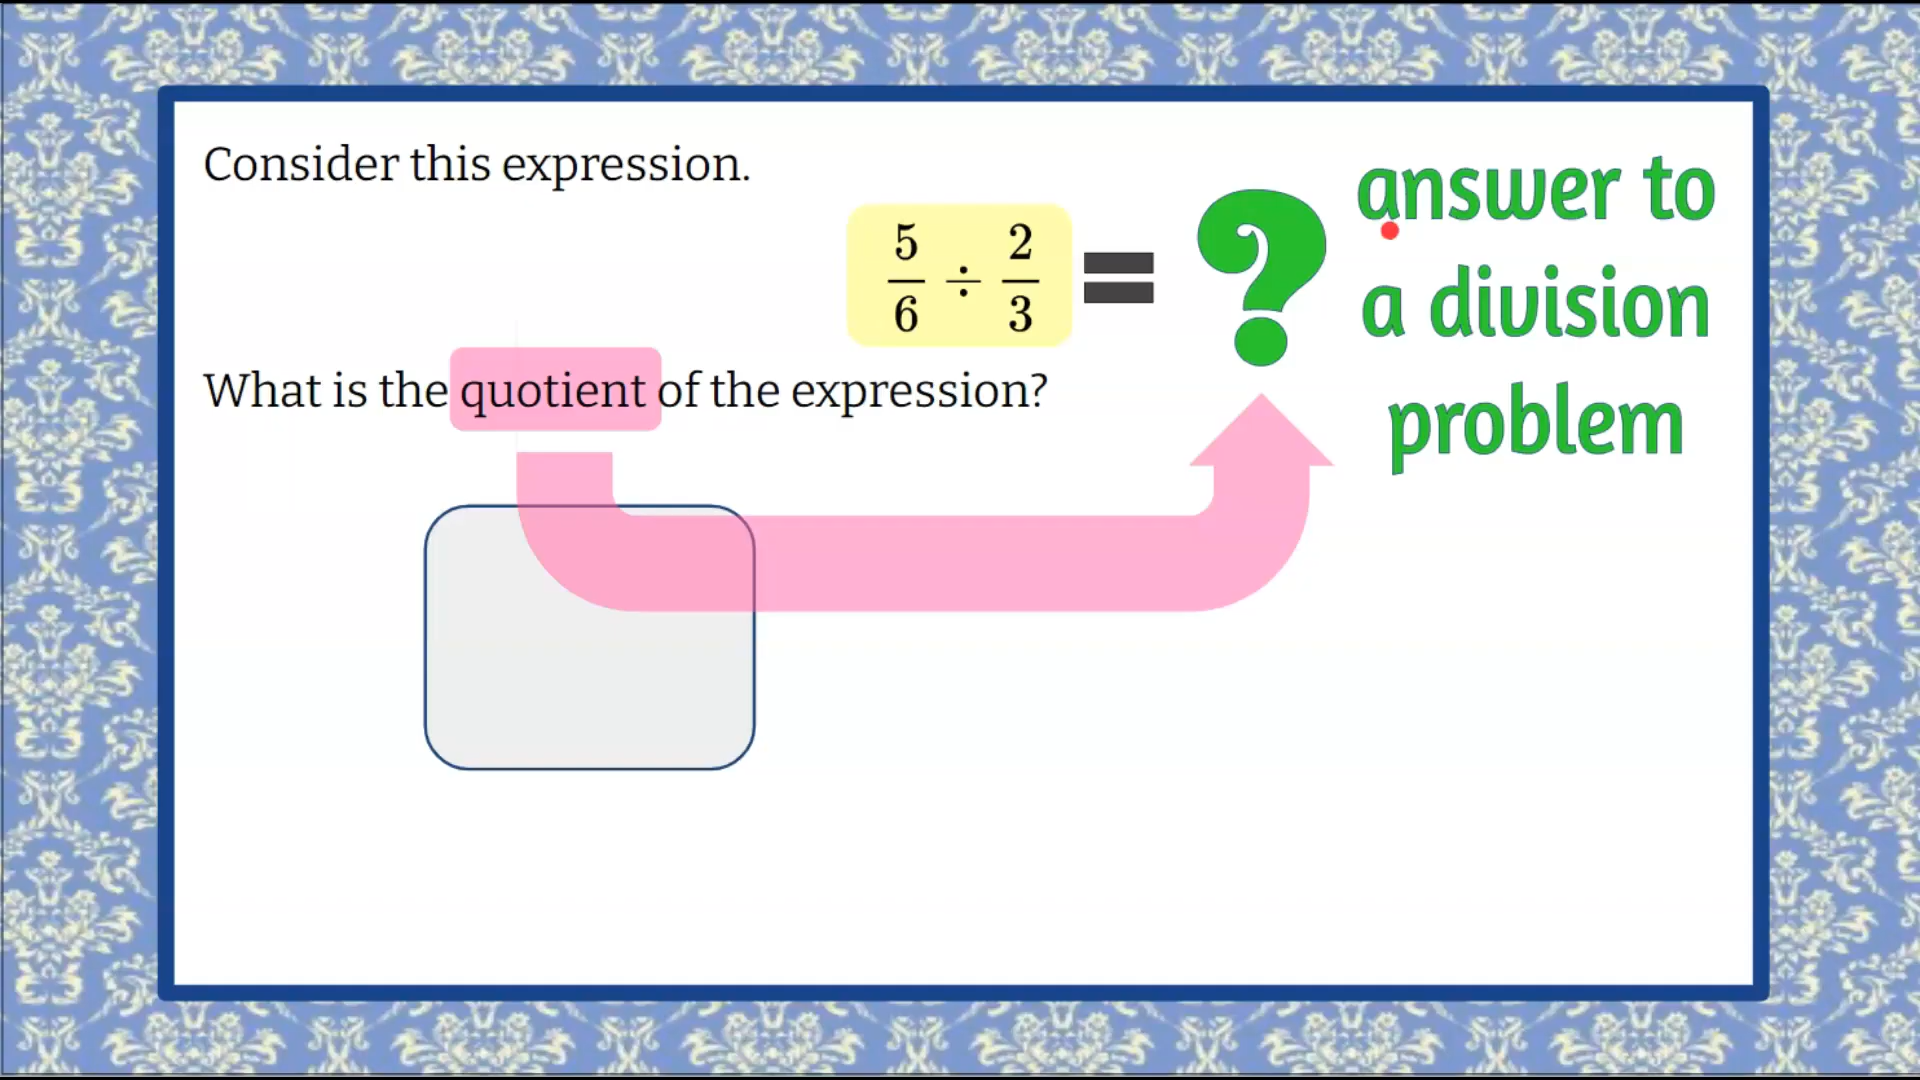 Consider this expression.
5/6 ÷ 2/3 = ?
What is the quotient of the expression?
answer to
a division
problem